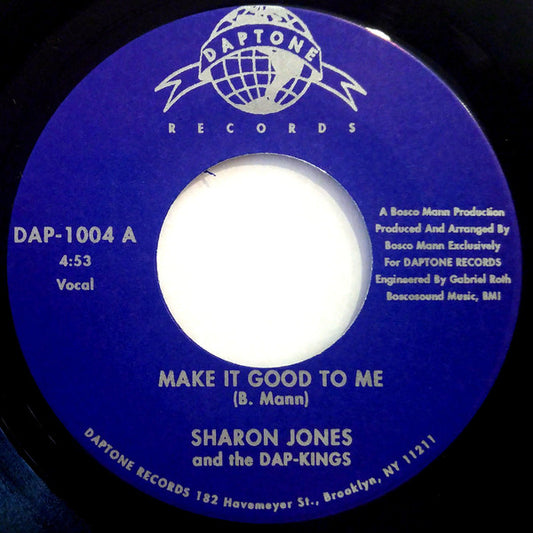 DAPTONE
RECORDS
DAP-1004 A
4:53
Vocal
A Bosco Mann Production
Produced And Arranged By
Bosco Mann Exclusively
For DAPTONE RECORDS
Engineered By Gabriel Roth
Boscosound Music, BMI
MAKE IT GOOD TO ME
(B. Mann)
SHARON JONES
and the DAP-KINGS
DAPTONE RECORDS 182 Havemeyer St., Brooklyn, NY 11211